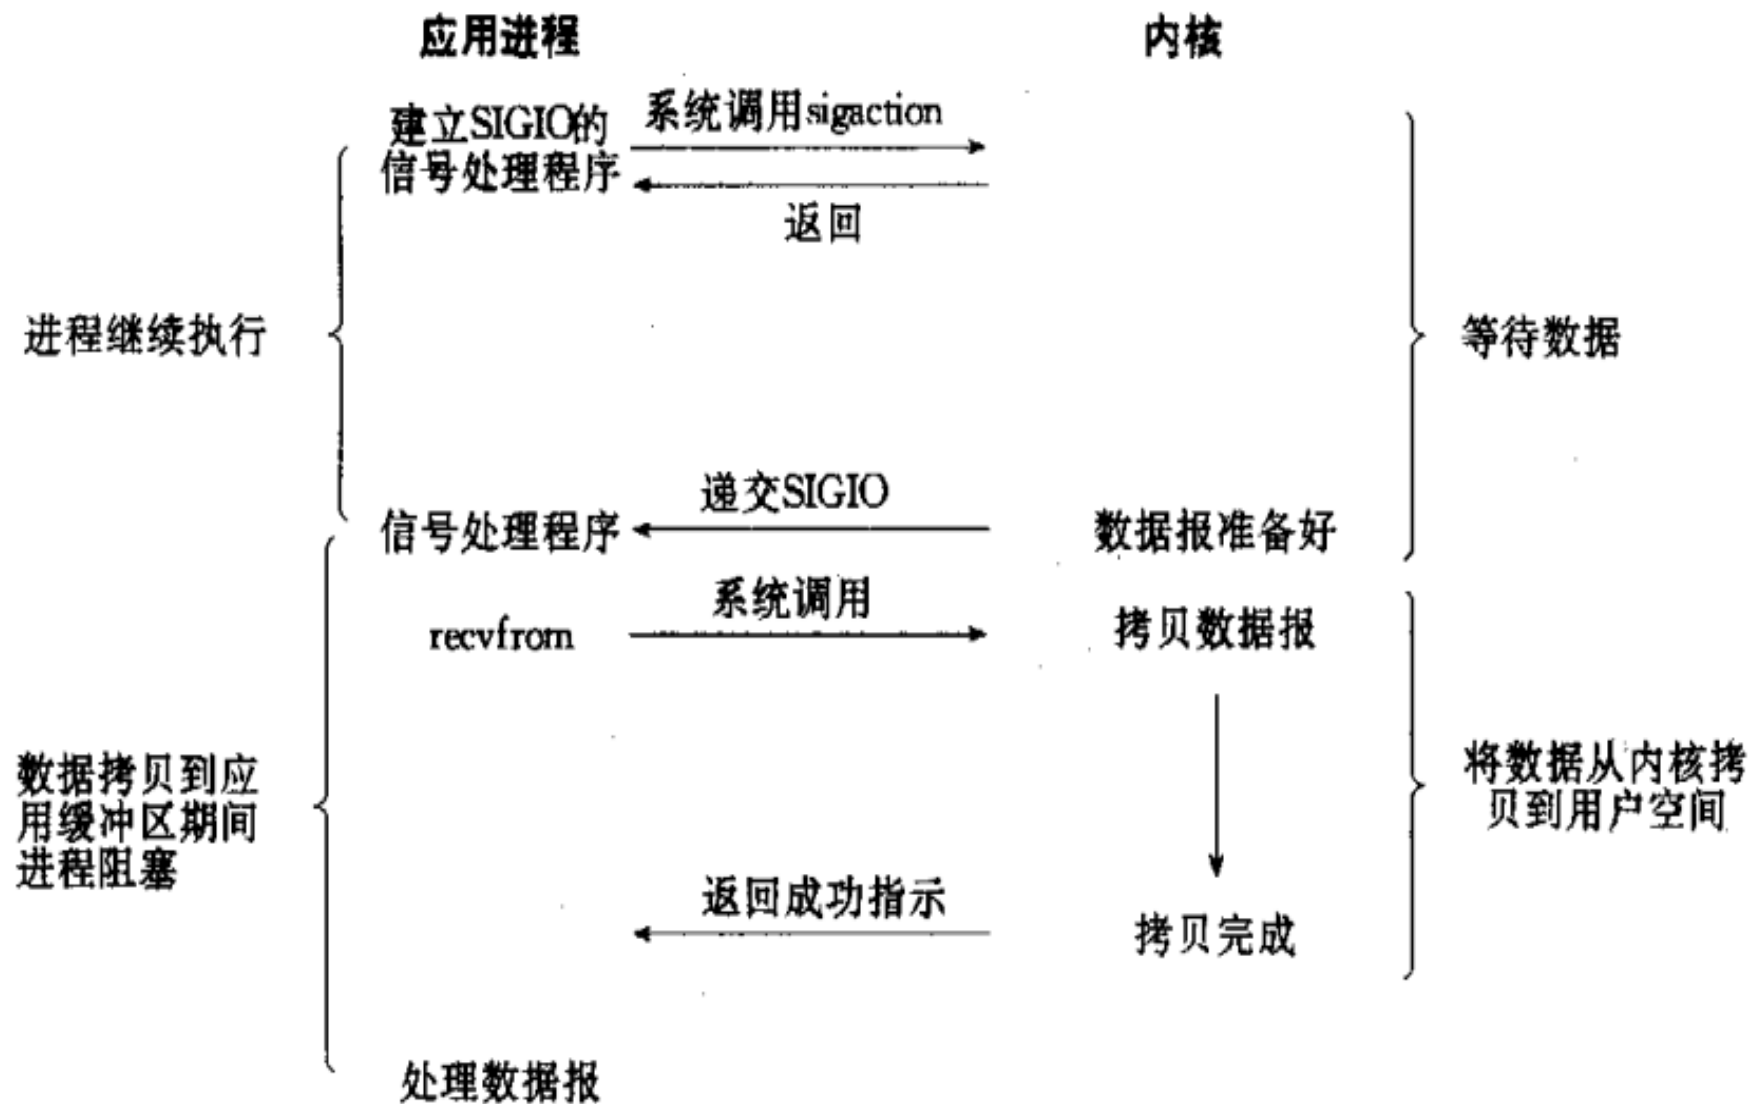 应用进程
内核
建立SIGIO的
信号处理程序
系统调用sigaction
返回
进程继续执行
等待数据
递交SIGIO
信号处理程序
数据报准备好
系统调用
recvfrom
拷贝数据报
数据拷贝到应
用缓冲区期间
进程阻塞
将数据从内核拷
贝到用户空间
返回成功指示
拷贝完成
处理数据报